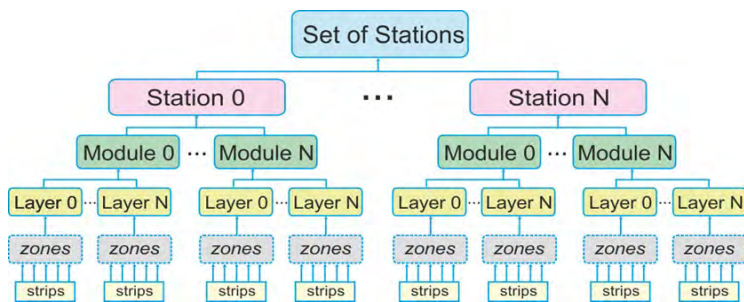 Set of Stations
Station 0 ... Station N
Module 0 ... Module N Module 0 ... Module N
Layer 0 ... Layer N Layer 0 ... Layer N Layer 0 ... Layer N Layer 0 ... Layer N
zones zones zones zones zones zones zones zones
strips strips strips strips strips strips strips strips